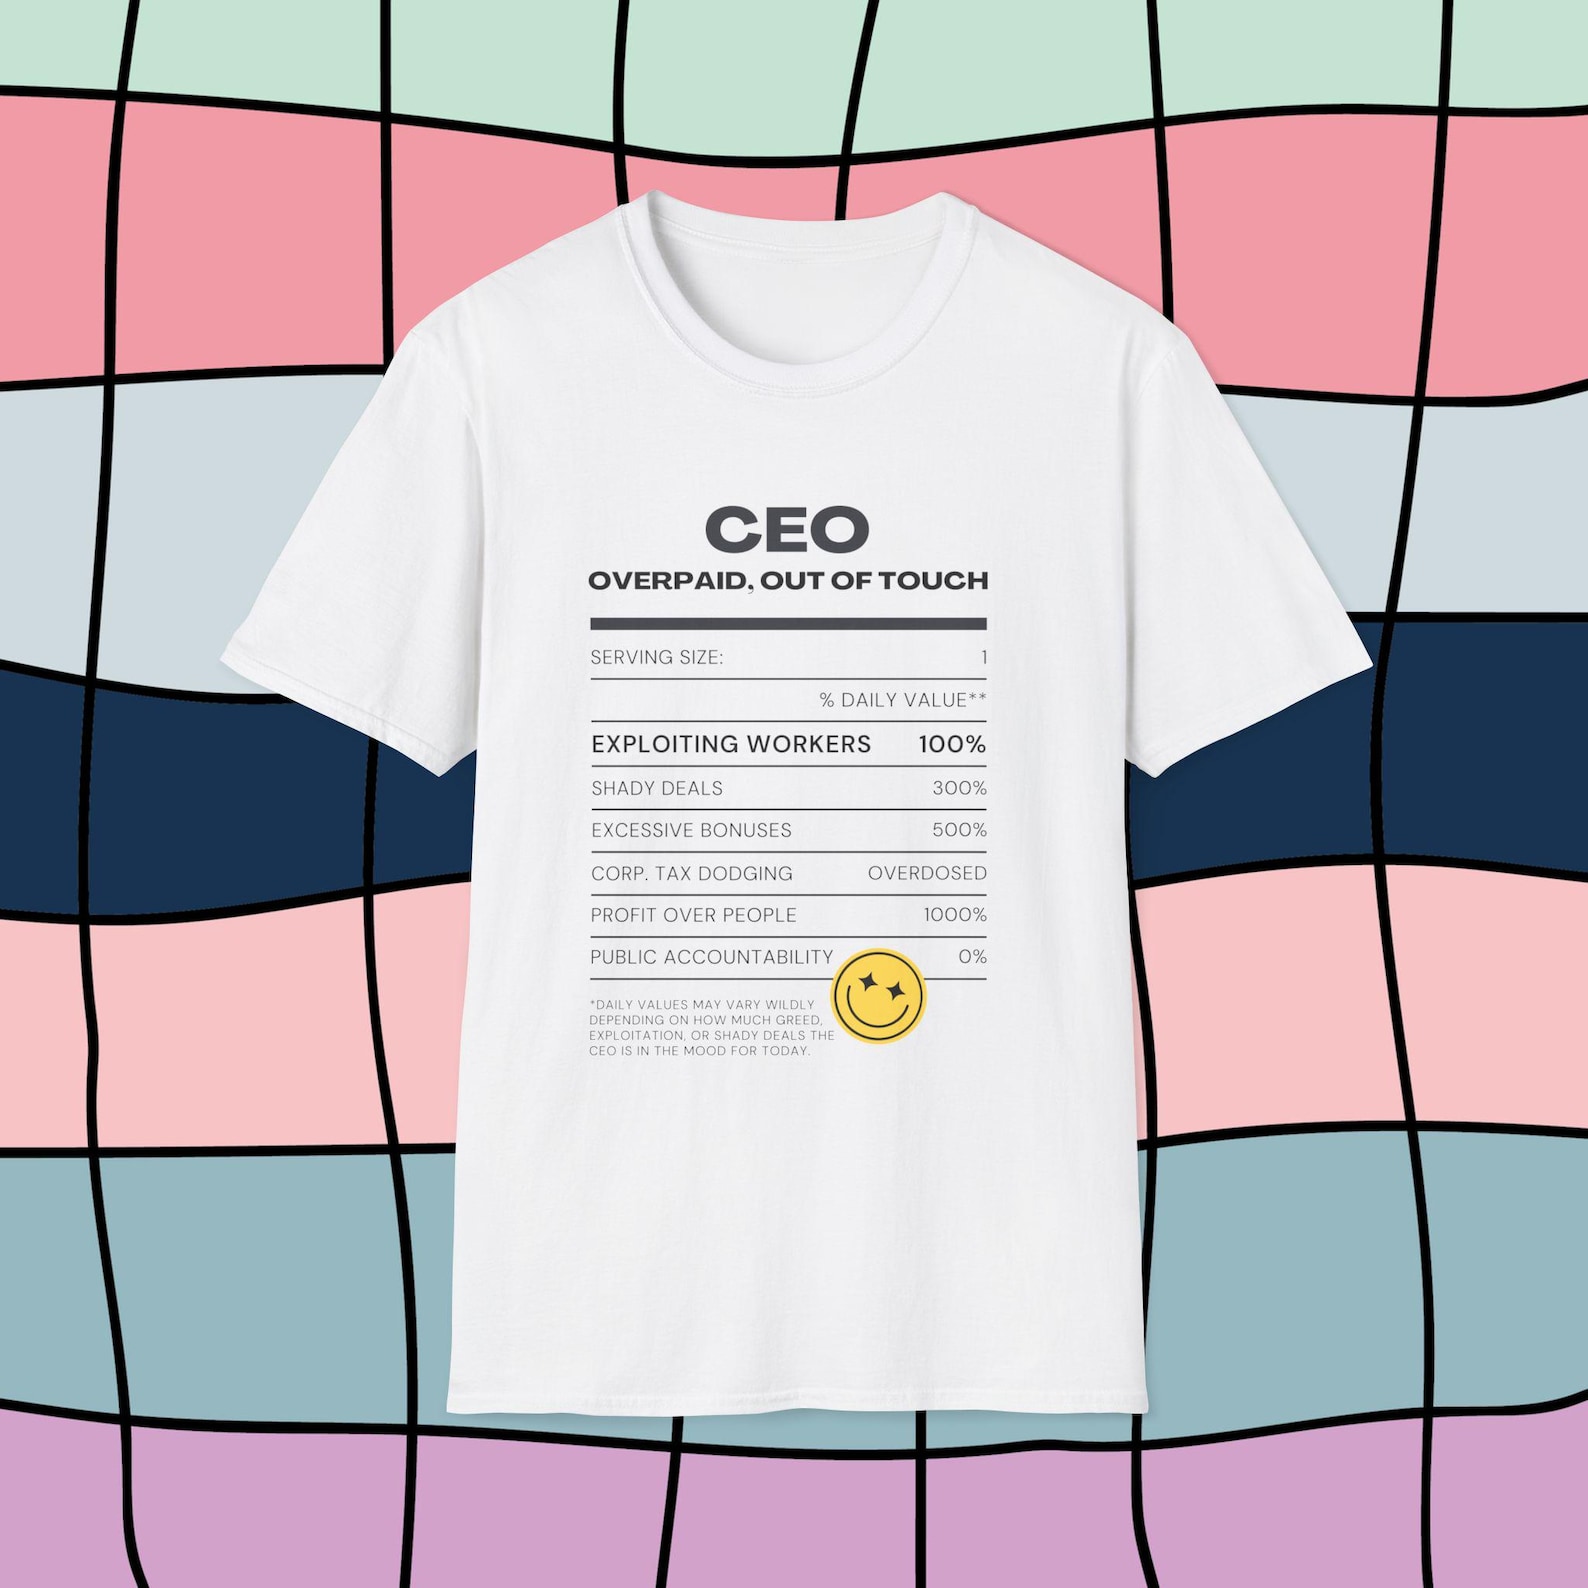 CEO
OVERPAID, OUT OF TOUCH
SERVING SIZE: 1
% DAILY VALUE**
EXPLOITING WORKERS 100%
SHADY DEALS 300%
EXCESSIVE BONUSES 500%
CORP. TAX DODGING OVERDOSED
PROFIT OVER PEOPLE 1000%
PUBLIC ACCOUNTABILITY 0%
*DAILY VALUES MAY VARY WILDLY
DEPENDING ON HOW MUCH GREED,
EXPLOITATION, OR SHADY DEALS THE
CEO IS IN THE MOOD FOR TODAY.